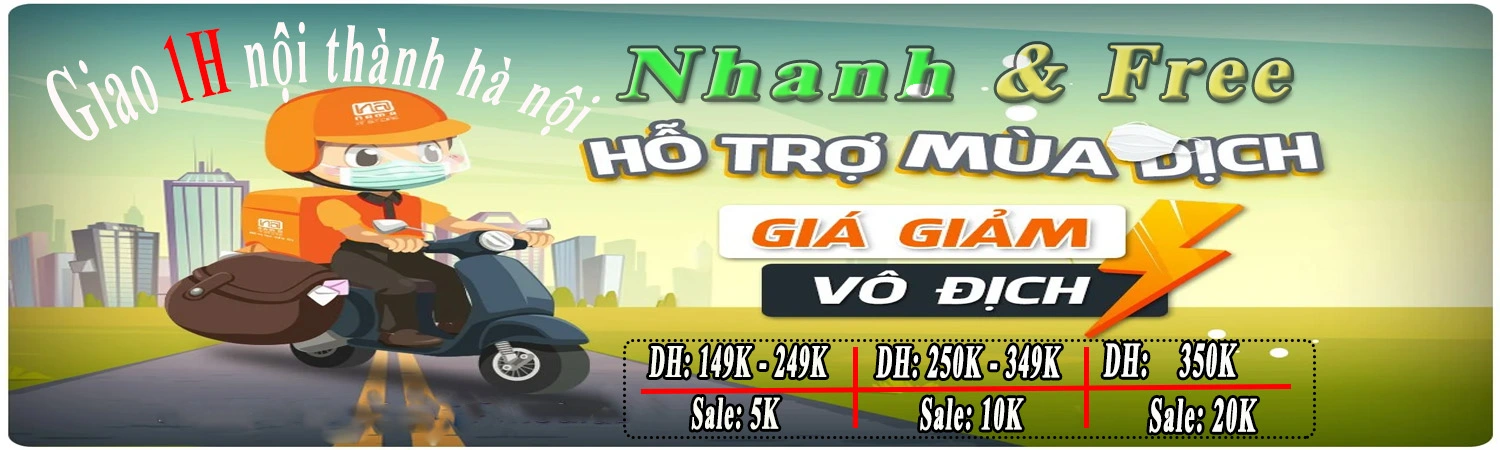 Giao 1H nội thành hà nội
Nhanh & Free
HỖ TRỢ MÙA DỊCH
GIÁ GIẢM
VÔ ĐỊCH
DH: 149K - 249K
DH: 250K - 349K
DH: 350K
Sale: 5K
Sale: 10K
Sale: 20K